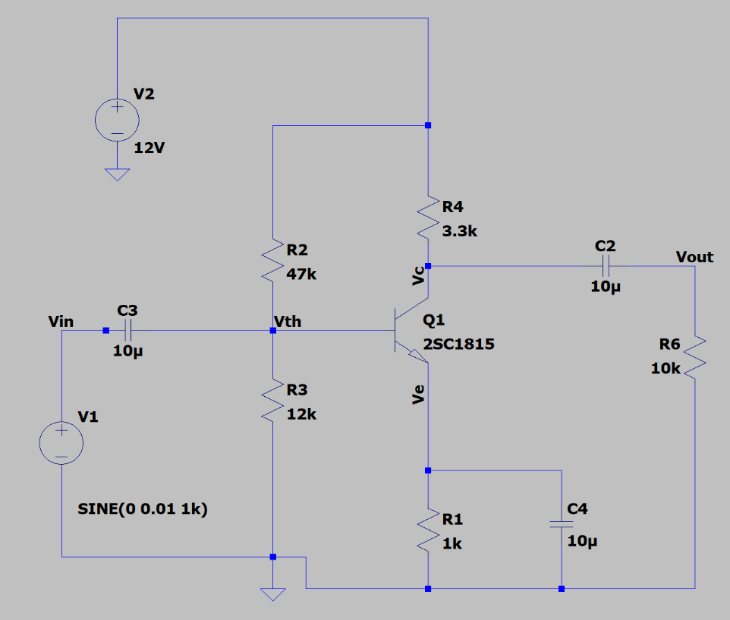 V2
12V
R4
3.3k
R2
47k
C2
10µ
Vout
Vc
Vin
C3
10µ
Vth
Q1
2SC1815
R6
10k
R3
12k
Ve
V1
SINE(0 0.01 1k)
R1
1k
C4
10µ